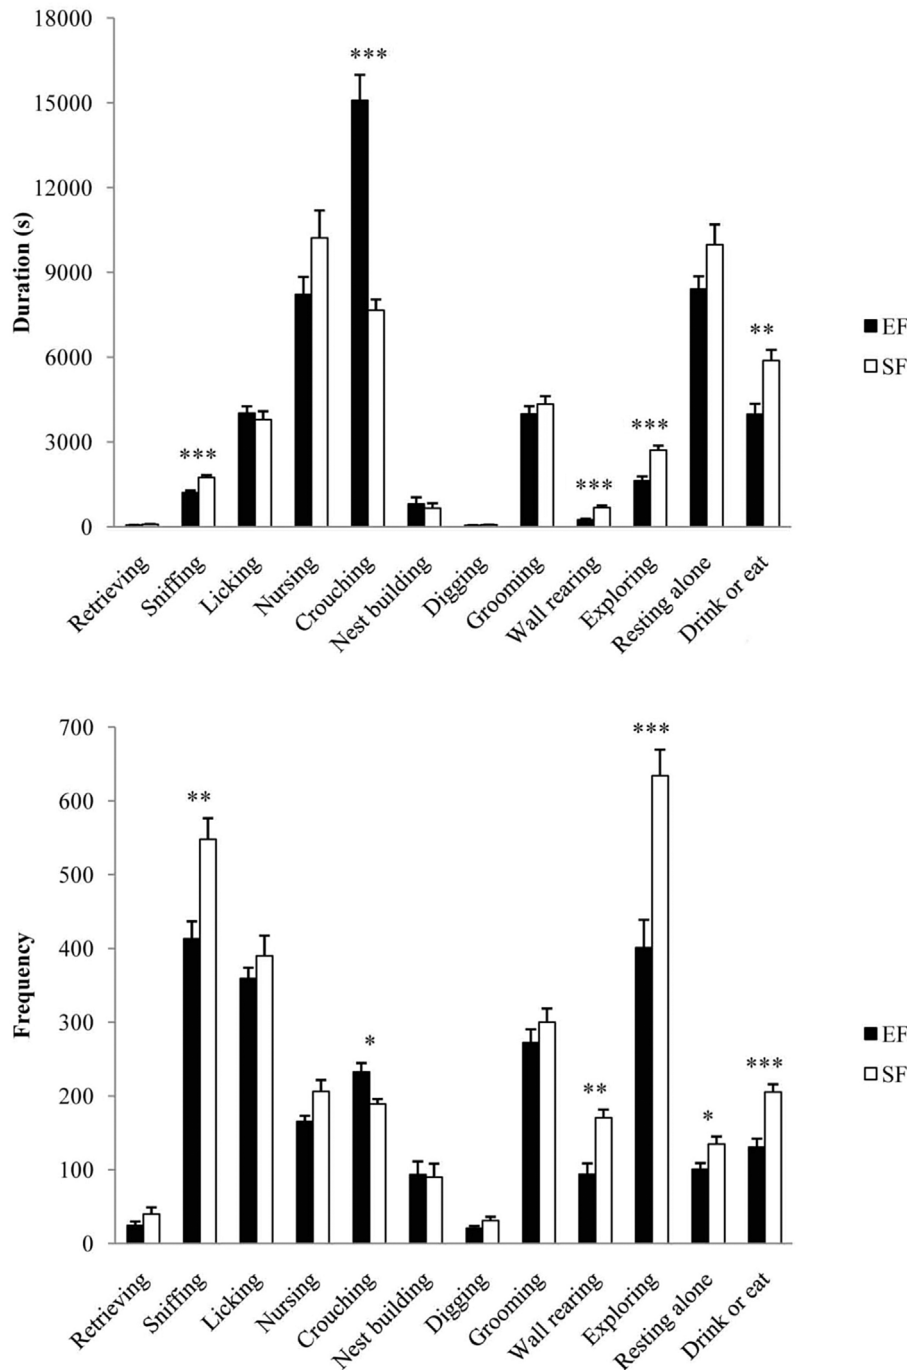 18000
15000
12000
9000
6000
3000
0
Duration (s)
***
***
***
***
**
EF
SF
Retrieving
Sniffing
Licking
Nursing
Crouching
Nest building
Digging
Grooming
Wall rearing
Exploring
Resting alone
Drink or eat
700
600
500
400
300
200
100
0
Frequency
**
*
**
***
*
***
EF
SF
Retrieving
Sniffing
Licking
Nursing
Crouching
Nest building
Digging
Grooming
Wall rearing
Exploring
Resting alone
Drink or eat